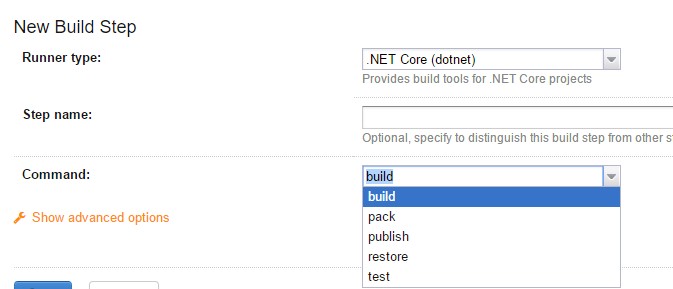 New Build Step
Runner type:
.NET Core (dotnet)
Provides build tools for .NET Core projects
Step name:
Optional, specify to distinguish this build step from other
Command:
build
build
pack
publish
restore
test
Show advanced options